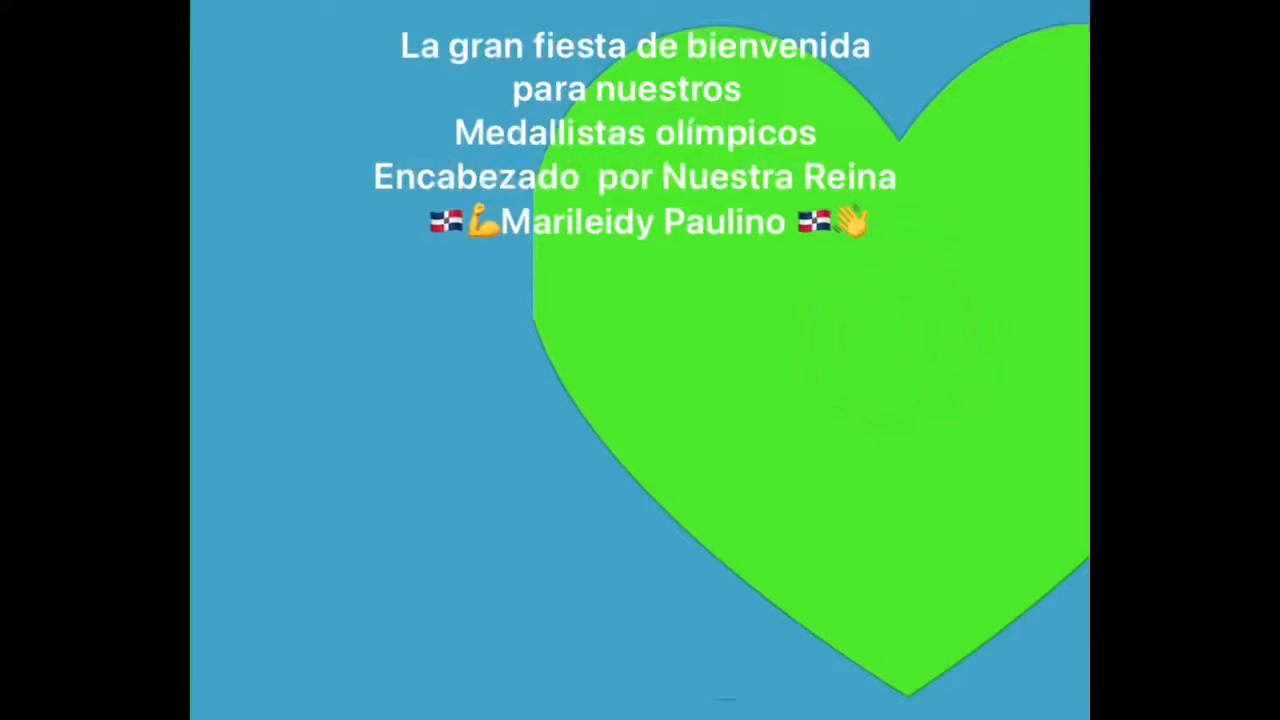 La gran fiesta de bienvenida
para nuestros
Medallistas olímpicos
Encabezado  por Nuestra Reina
🇩🇴💪Marileidy Paulino 🇩🇴👋